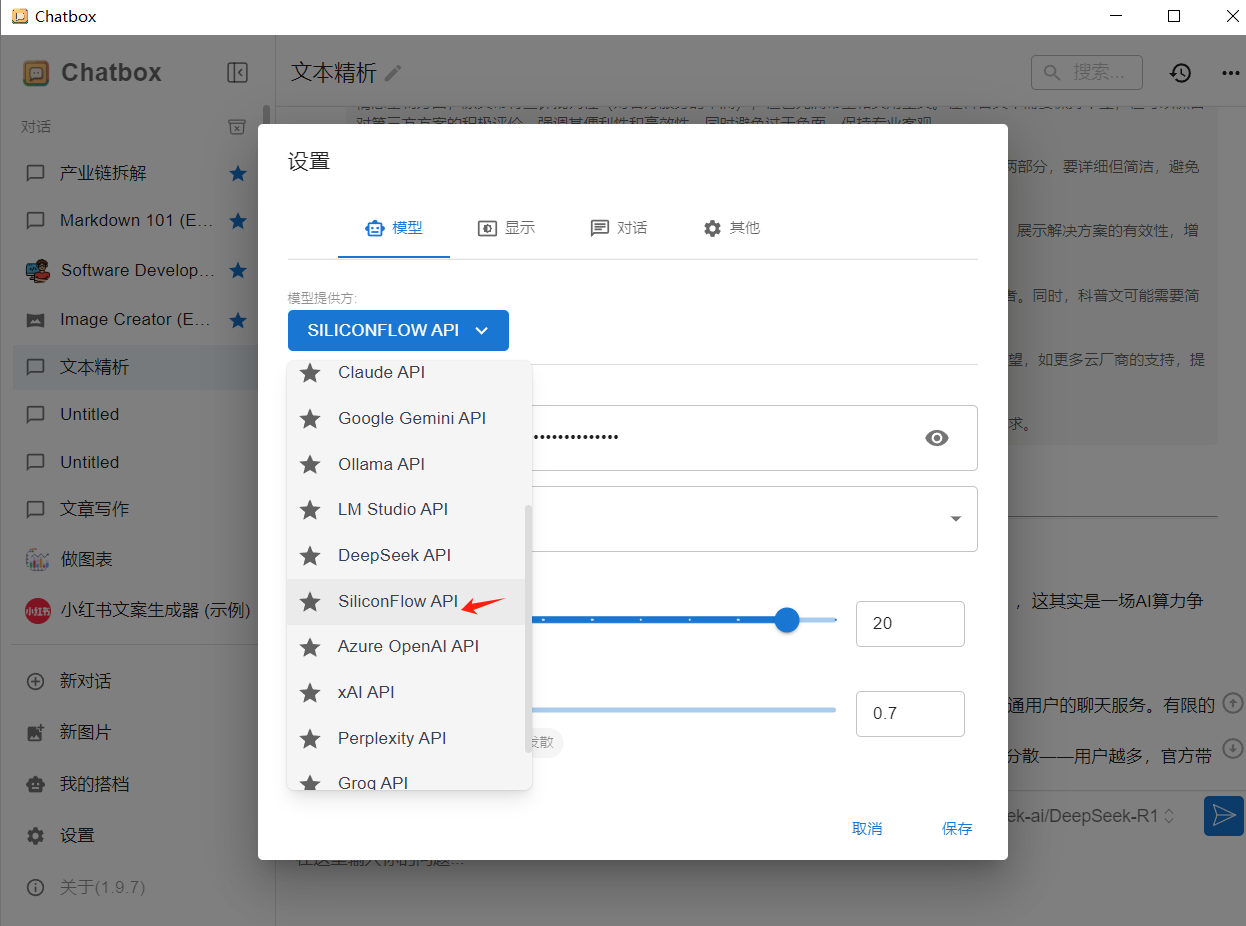 Chatbox
Chatbox
文本精析
搜索...
对话
产业链拆解
Markdown 101 (E...
Software Develop...
Image Creator (E...
文本精析
Untitled
Untitled
文章写作
做图表
小红书
小红书文案生成器 (示例)
新对话
新图片
我的搭档
设置
关于(1.9.7)
对第三方方案的积极评价，强调其便利性和高效性，同时避免过于负面，保持专业客观
两部分，要详细但简洁，避免
展示解决方案的有效性，增
者。同时，科普文可能需要简
望，如更多云厂商的支持，提
求。
，这其实是一场AI算力争
通用户的聊天服务。有限的
分散——用户越多，官方带
ek-ai/DeepSeek-R1
在这里输入你的问题...
设置
模型
显示
对话
其他
模型提供方:
SILICONFLOW API
Claude API
Google Gemini API
Ollama API
LM Studio API
DeepSeek API
SiliconFlow API
Azure OpenAI API
xAI API
Perplexity API
Groq API
••••••••••••••
20
0.7
发散
取消
保存